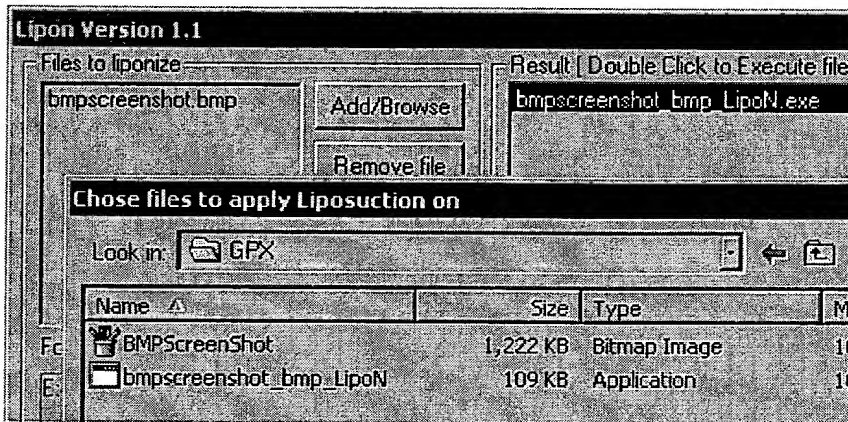 Lipon Version 1.1
Files to liponize
Result [ Double Click to Execute file
bmpscreenshot.bmp
Add/Browse
bmpscreenshot_bmp_LipoN.exe
Remove file
Chose files to apply Liposuction on
Look in: GPX
Name Size Type
BMPScreenShot 1,222 KB Bitmap Image
bmpscreenshot_bmp_LipoN 109 KB Application